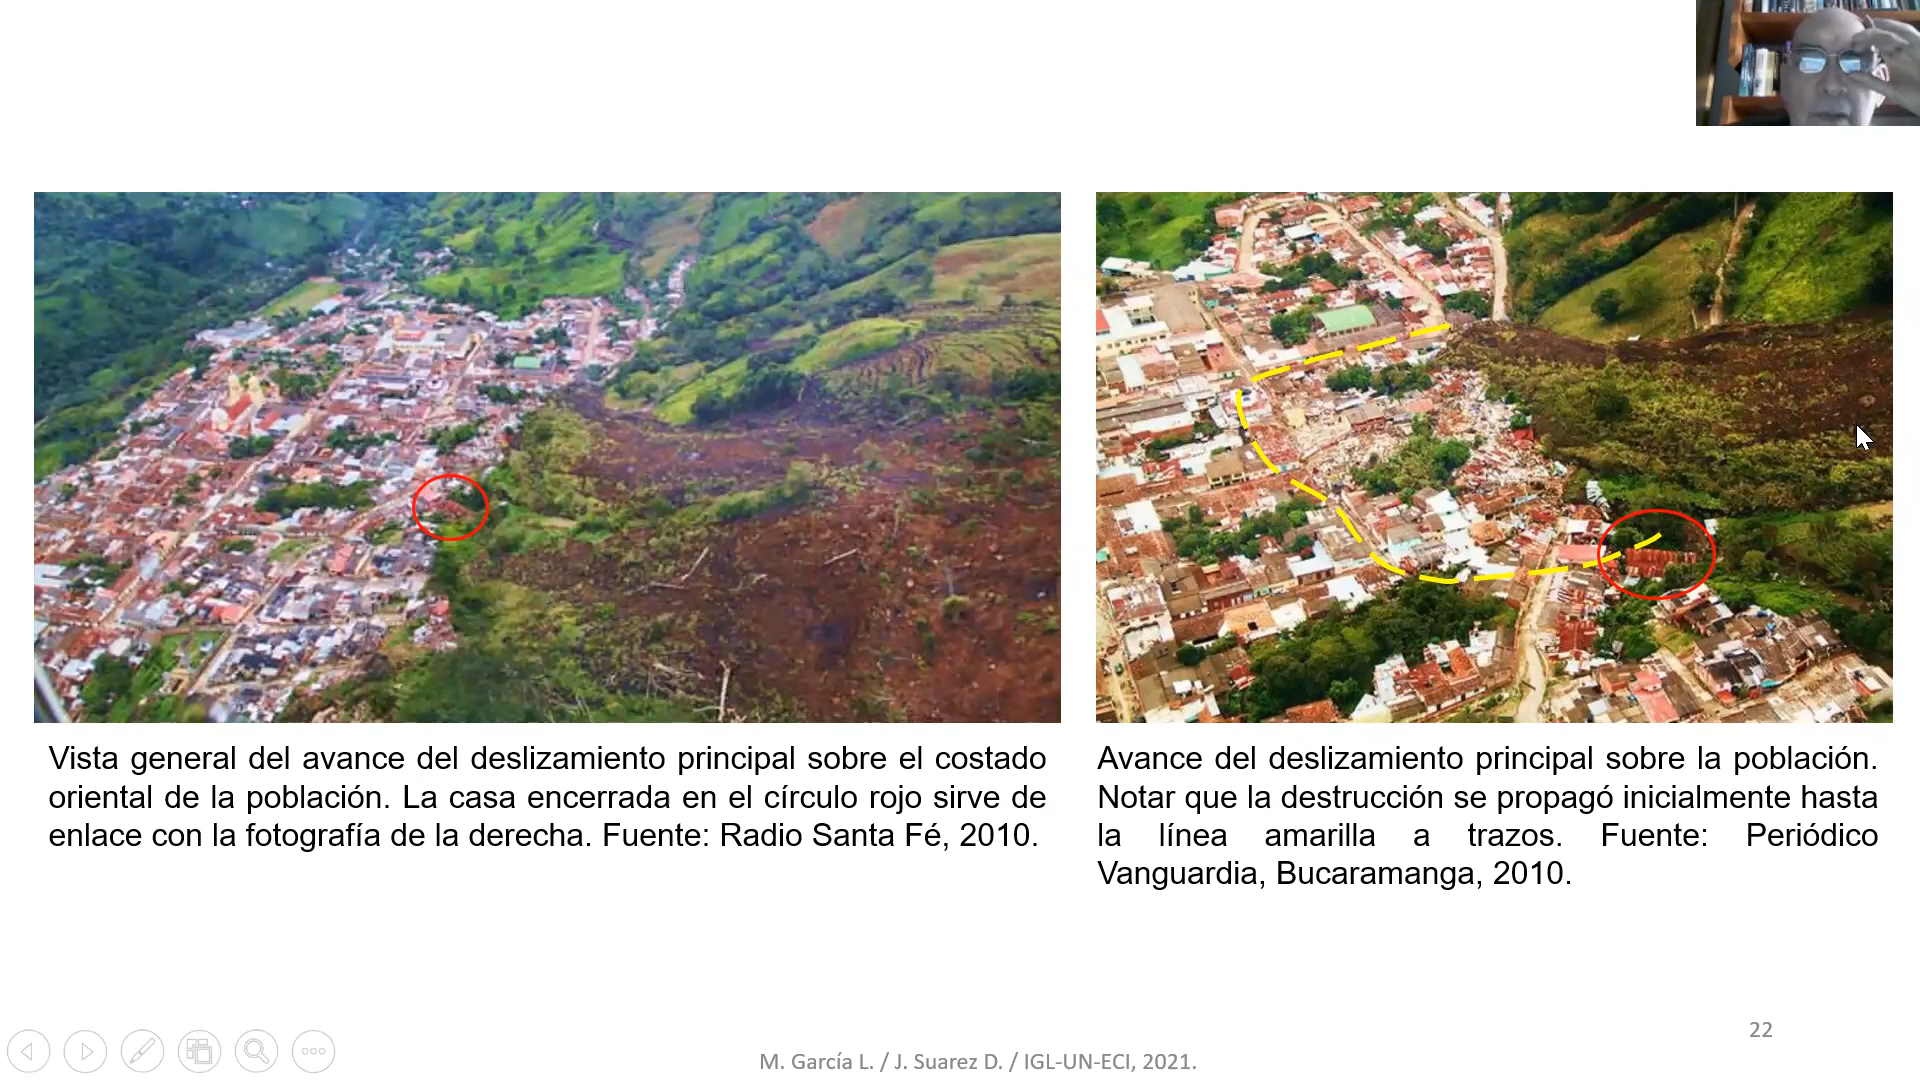 Vista general del avance del deslizamiento principal sobre el costado
oriental de la población. La casa encerrada en el círculo rojo sirve de
enlace con la fotografía de la derecha. Fuente: Radio Santa Fé, 2010.
Avance del deslizamiento principal sobre la población.
Notar que la destrucción se propagó inicialmente hasta
la línea amarilla a trazos. Fuente: Periódico
Vanguardia, Bucaramanga, 2010.
22
M. García L. / J. Suarez D. / IGL-UN-ECI, 2021.